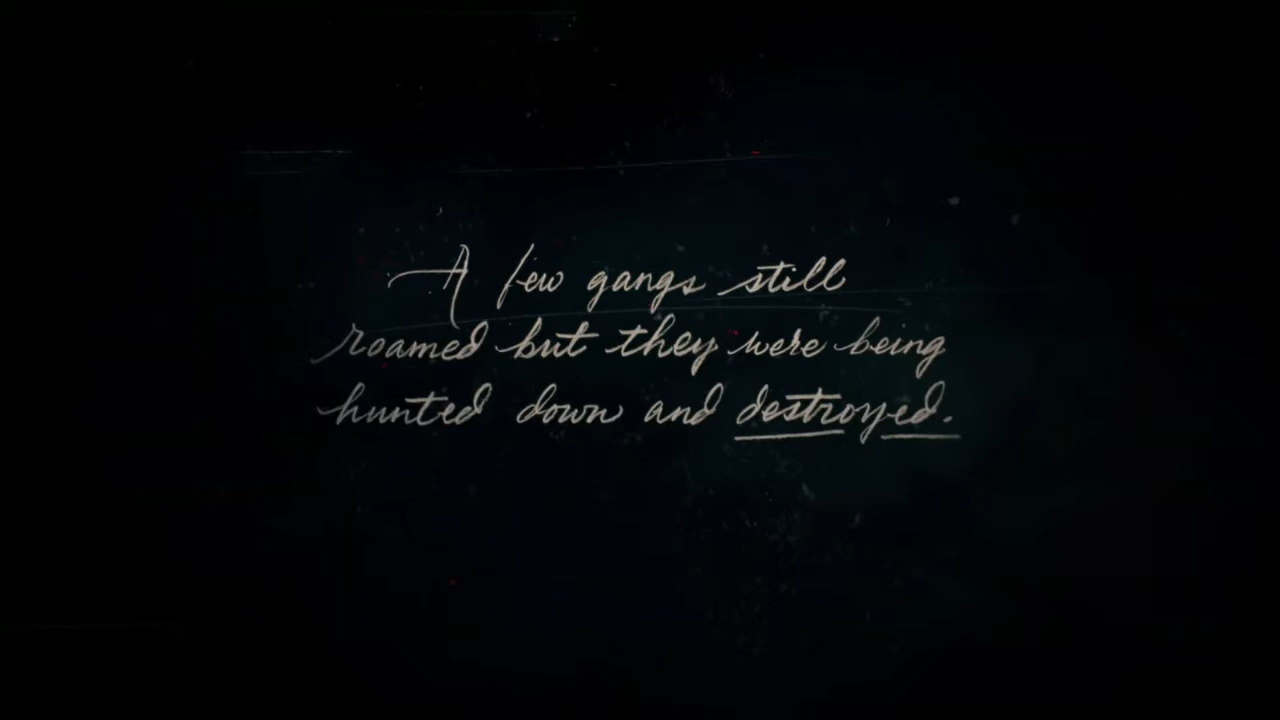 A few gangs still
roamed but they were being
hunted down and destroyed.